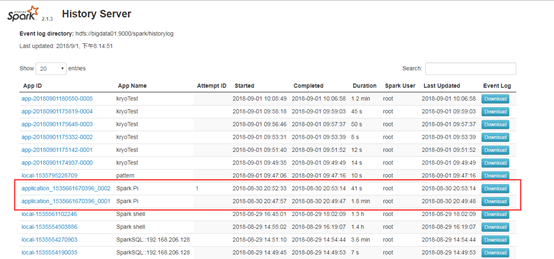 Spark 2.1.3 History Server
Event log directory: hdfs://bigdata01:9000/spark/historylog
Last updated: 2018/9/1, 下午6:14:51
Show 20 entries Search:
App ID App Name Attempt ID Started Completed Duration Spark User Last Updated Event Log
app-20180901180550-0005 kryoTest 2018-09-01 10:05:49 2018-09-01 10:06:58 1.2 min root 2018-09-01 10:06:58 Download
app-20180901175819-0004 kryoTest 2018-09-01 09:58:18 2018-09-01 09:59:03 45 s root 2018-09-01 09:59:03 Download
app-20180901175648-0003 kryoTest 2018-09-01 09:56:46 2018-09-01 09:57:37 50 s root 2018-09-01 09:57:37 Download
app-20180901175332-0002 kryoTest 2018-09-01 09:53:31 2018-09-01 09:53:39 8 s root 2018-09-01 09:53:39 Download
app-20180901175142-0001 kryoTest 2018-09-01 09:51:40 2018-09-01 09:51:52 12 s root 2018-09-01 09:51:52 Download
app-20180901174937-0000 kryoTest 2018-09-01 09:49:35 2018-09-01 09:49:49 14 s root 2018-09-01 09:49:49 Download
local-1535795228709 pattern 2018-09-01 09:47:06 2018-09-01 09:47:16 10 s root 2018-09-01 09:47:16 Download
application_1535661670396_0002 Spark Pi 1 2018-08-30 20:52:33 2018-08-30 20:53:14 41 s root 2018-08-30 20:53:14 Download
application_1535661670396_0001 Spark Pi 2018-08-30 20:47:57 2018-08-30 20:49:47 1.8 min root 2018-08-30 20:49:48 Download
local-1535561102246 Spark shell 2018-08-29 16:45:01 2018-08-29 18:02:09 1.3 h root 2018-08-29 18:02:09 Download
local-1535554503886 Spark shell 2018-08-29 14:55:02 2018-08-29 16:19:07 1.4 h root 2018-08-29 16:19:07 Download
local-1535554270903 SparkSQL::192.168.206.128 2018-08-29 14:51:10 2018-08-29 14:54:44 3.6 min root 2018-08-29 14:54:44 Download
local-1535554190035 SparkSQL::192.168.206.128 2018-08-29 14:49:45 2018-08-29 14:49:53 7 s root 2018-08-29 14:49:53 Download